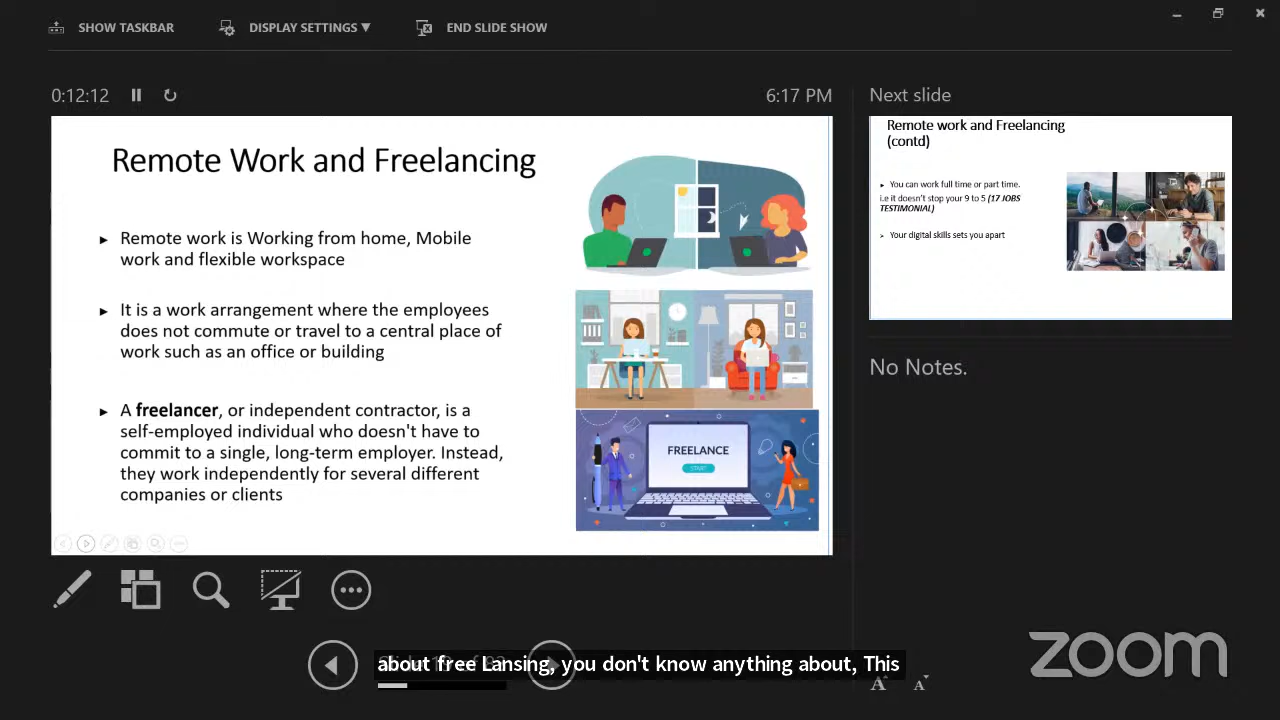 SHOW TASKBAR
DISPLAY SETTINGS ▼
END SLIDE SHOW
0:12:12
6:17 PM
Next slide
Remote Work and Freelancing
► Remote work is Working from home, Mobile
work and flexible workspace
► It is a work arrangement where the employees
does not commute or travel to a central place of
work such as an office or building
► A freelancer, or independent contractor, is a
self-employed individual who doesn't have to
commit to a single, long-term employer. Instead,
they work independently for several different
companies or clients
FREELANCE
START
Remote work and Freelancing
(contd)
► You can work full time or part time.
i.e it doesn't stop your 9 to 5 (17 JOBS
TESTIMONIAL)
➢ Your digital skills sets you apart
No Notes.
about free Lansing, you don't know anything about, This
A A
zoom